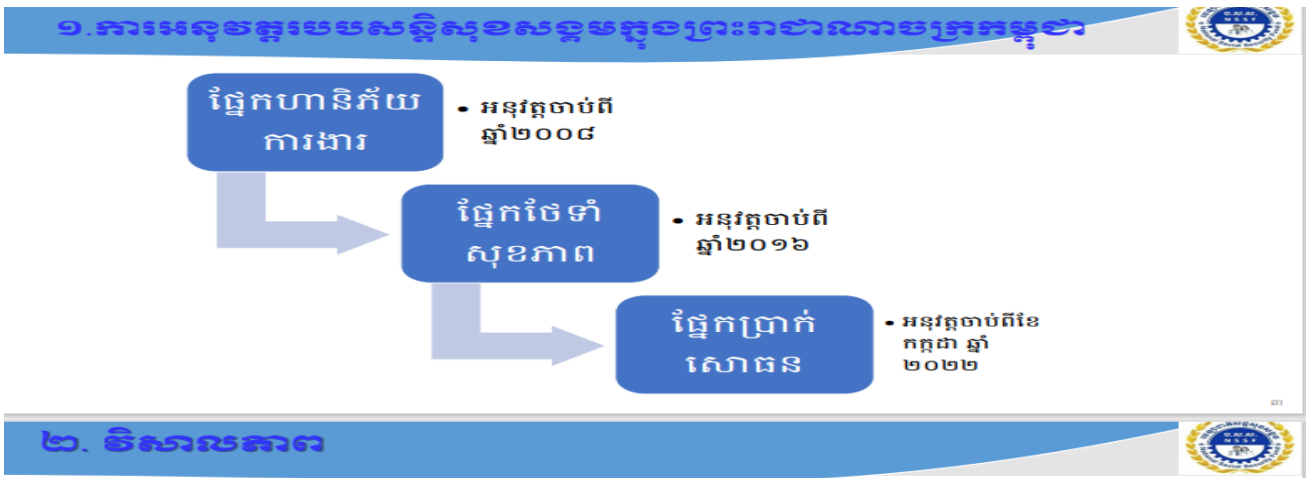 ១.ការអនុវត្តរបបសន្តិសុខសង្គមក្នុងព្រះរាជាណាចក្រកម្ពុជា
ផ្នែកហានិភ័យ
ការងារ
• អនុវត្តចាប់ពី
ឆ្នាំ២០០៨
ផ្នែកថែទាំ
សុខភាព
• អនុវត្តចាប់ពី
ឆ្នាំ២០១៦
ផ្នែកប្រាក់
សោធន
• អនុវត្តចាប់ពីខែ
កក្កដា ឆ្នាំ
២០២២
៣
២. វិសាលភាព
NSSF